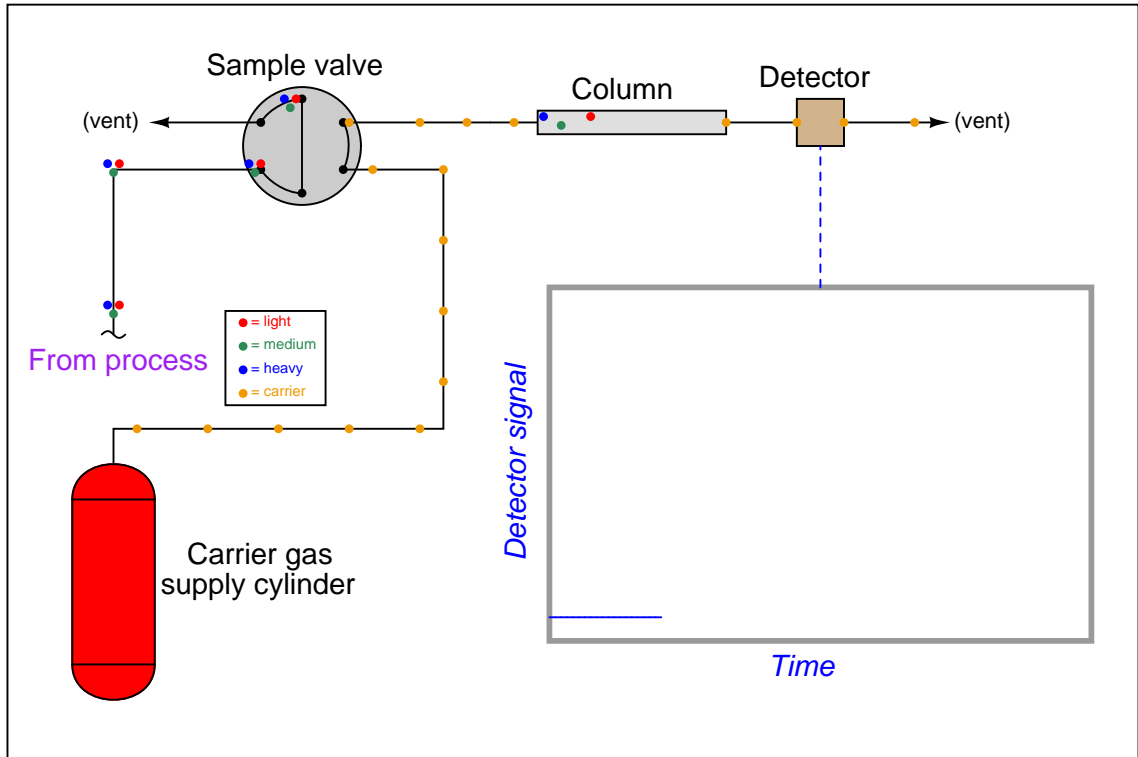 Sample valve
Column
Detector
(vent)
(vent)
= light
= medium
= heavy
= carrier
From process
Detector signal
Carrier gas
supply cylinder
Time